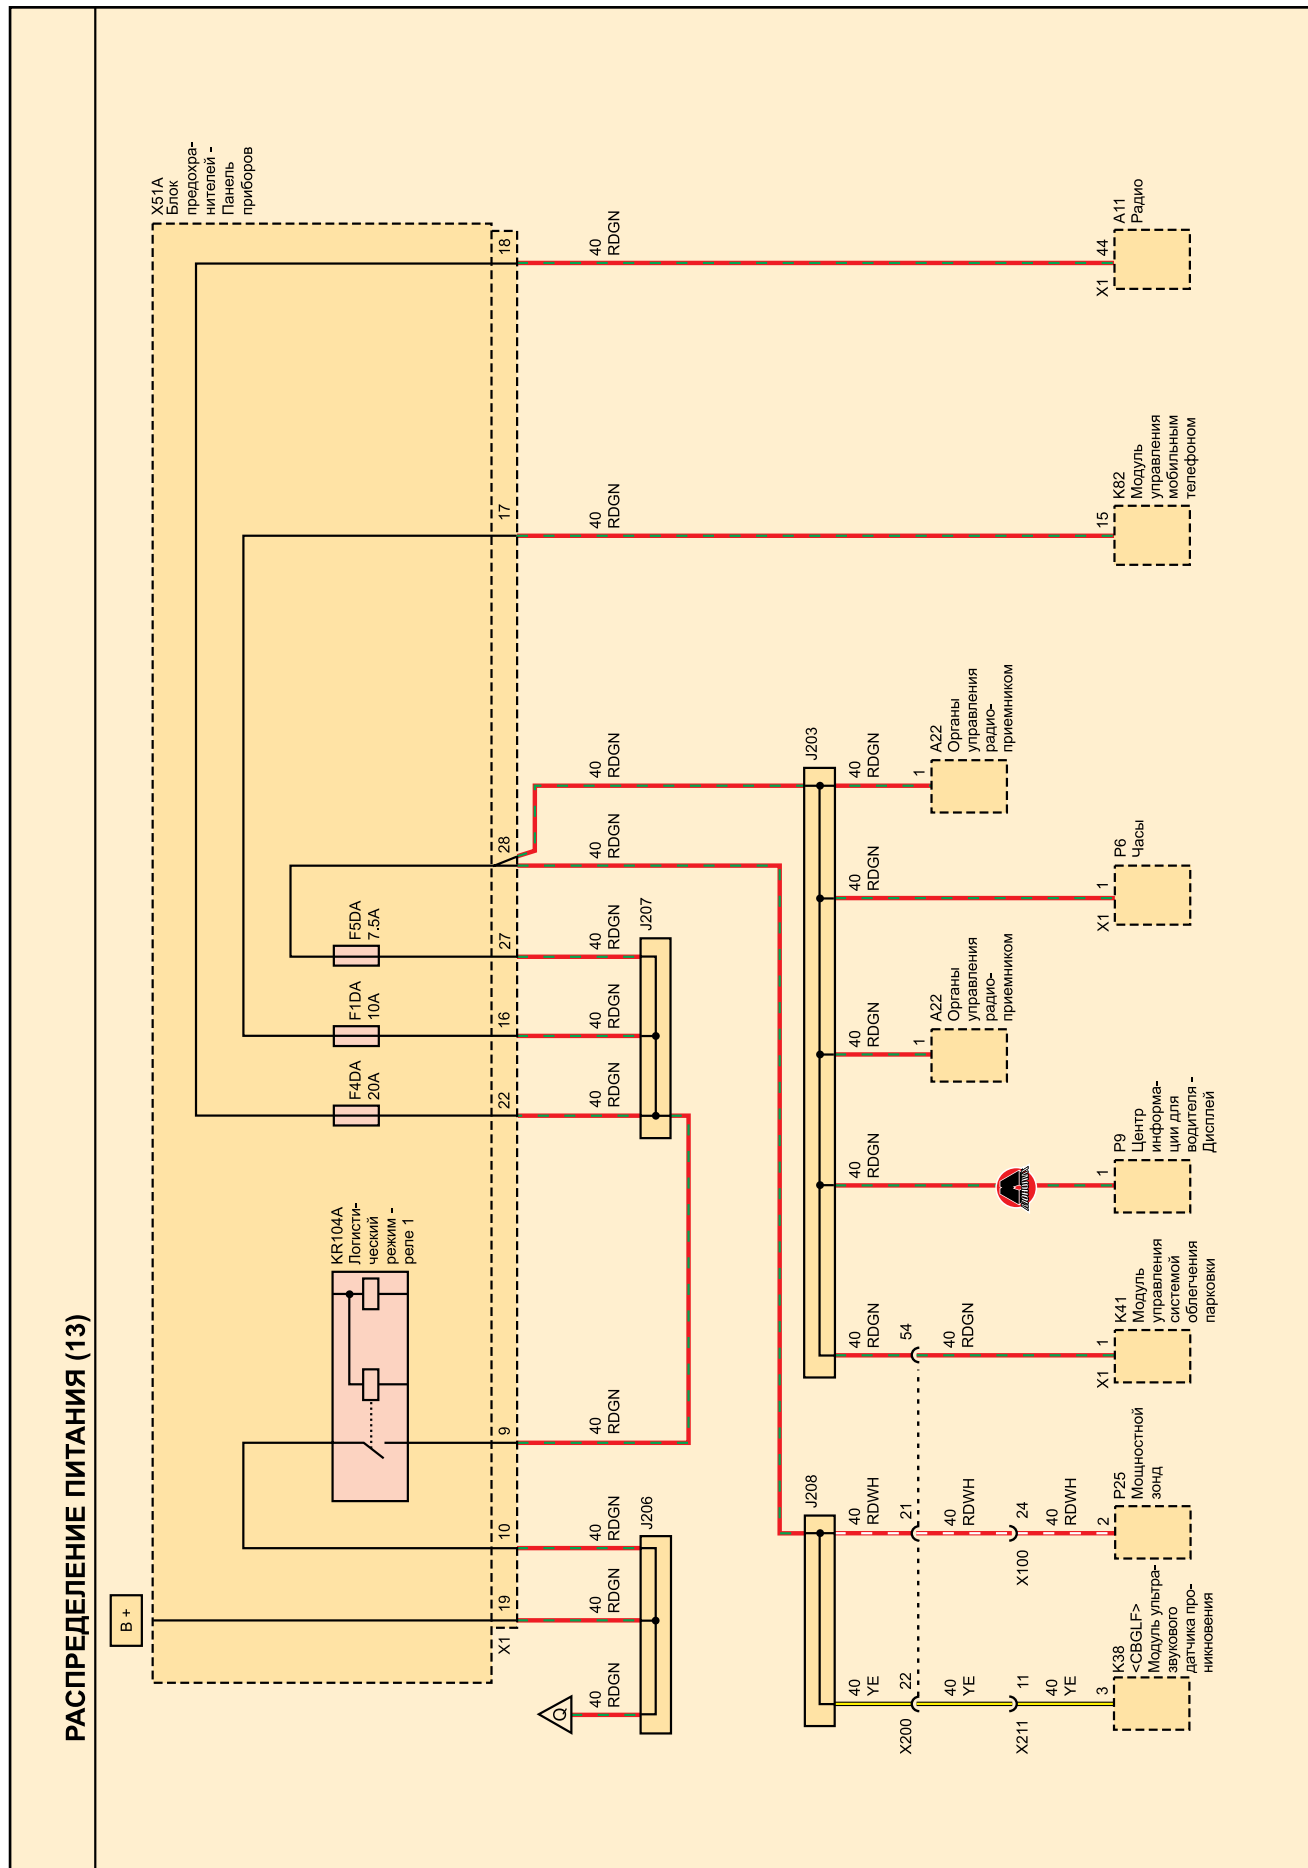 РАСПРЕДЕЛЕНИЕ ПИТАНИЯ (13)
B +
X51A
Блок
предохра-
нителей -
Панель
приборов
KR104A
Логисти-
ческий
режим -
реле 1
F4DA
20A
F1DA
10A
F5DA
7.5A
X1
19
10
9
22
16
27
28
17
18
Q
40
RDGN
40
RDGN
40
RDGN
40
RDGN
40
RDGN
40
RDGN
40
RDGN
40
RDGN
40
RDGN
40
RDGN
40
RDGN
J206
J207
J208
J203
40
YE
40
RDWH
40
RDGN
40
RDGN
40
RDGN
40
RDGN
40
RDGN
X200
22
21
54
40
YE
40
RDWH
40
RDGN
1
A22
Органы
управления
радио-
приемником
1
A22
Органы
управления
радио-
приемником
X211
11
X100
24
40
YE
40
RDWH
3
K38
<CBGLF>
Модуль ультра-
звукового
датчика про-
никновения
2
P25
Мощностной
зонд
X1
1
K41
Модуль
управления
системой
облегчения
парковки
1
P9
Центр
информа-
ции для
водителя -
Дисплей
X1
1
P6
Часы
15
K82
Модуль
управления
мобильным
телефоном
X1
44
A11
Радио